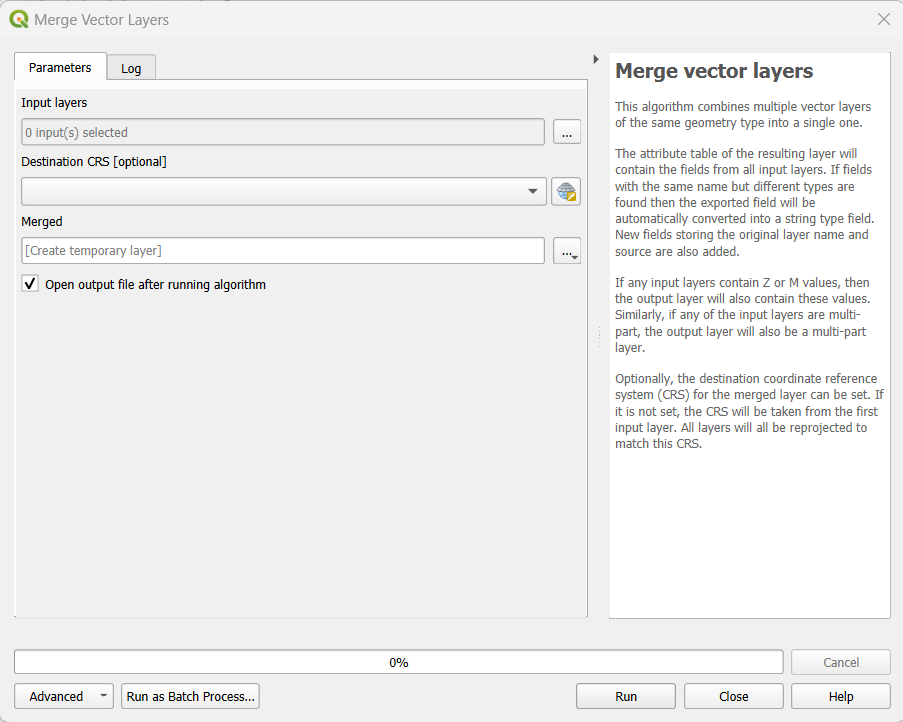 Merge Vector Layers
Parameters
Log
Input layers
0 input(s) selected
...
Destination CRS [optional]
Merged
[Create temporary layer]
...
Open output file after running algorithm
Merge vector layers
This algorithm combines multiple vector layers
of the same geometry type into a single one.
The attribute table of the resulting layer will
contain the fields from all input layers. If fields
with the same name but different types are
found then the exported field will be
automatically converted into a string type field.
New fields storing the original layer name and
source are also added.
If any input layers contain Z or M values, then
the output layer will also contain these values.
Similarly, if any of the input layers are multi-
part, the output layer will also be a multi-part
layer.
Optionally, the destination coordinate reference
system (CRS) for the merged layer can be set. If
it is not set, the CRS will be taken from the first
input layer. All layers will all be reprojected to
match this CRS.
0%
Cancel
Advanced
Run as Batch Process...
Run
Close
Help